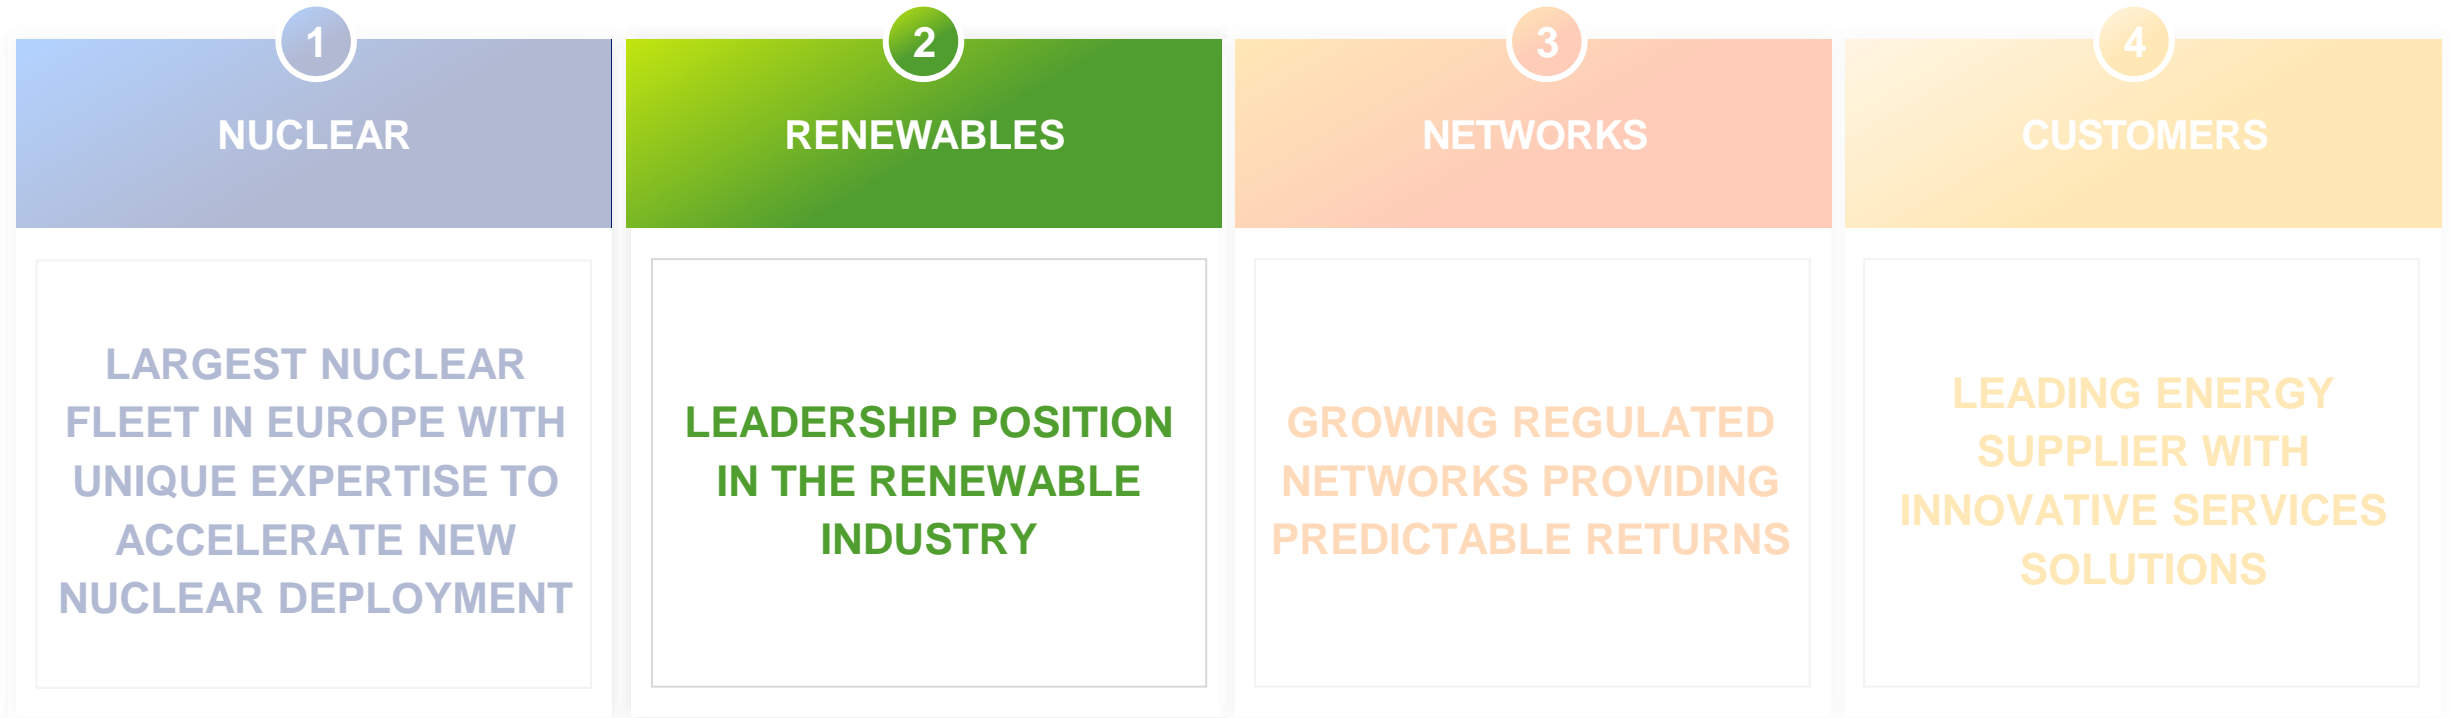 1
NUCLEAR
LARGEST NUCLEAR
FLEET IN EUROPE WITH
UNIQUE EXPERTISE TO
ACCELERATE NEW
NUCLEAR DEPLOYMENT
2
RENEWABLES
LEADERSHIP POSITION
IN THE RENEWABLE
INDUSTRY
3
NETWORKS
GROWING REGULATED
NETWORKS PROVIDING
PREDICTABLE RETURNS
4
CUSTOMERS
LEADING ENERGY
SUPPLIER WITH
INNOVATIVE SERVICES
SOLUTIONS